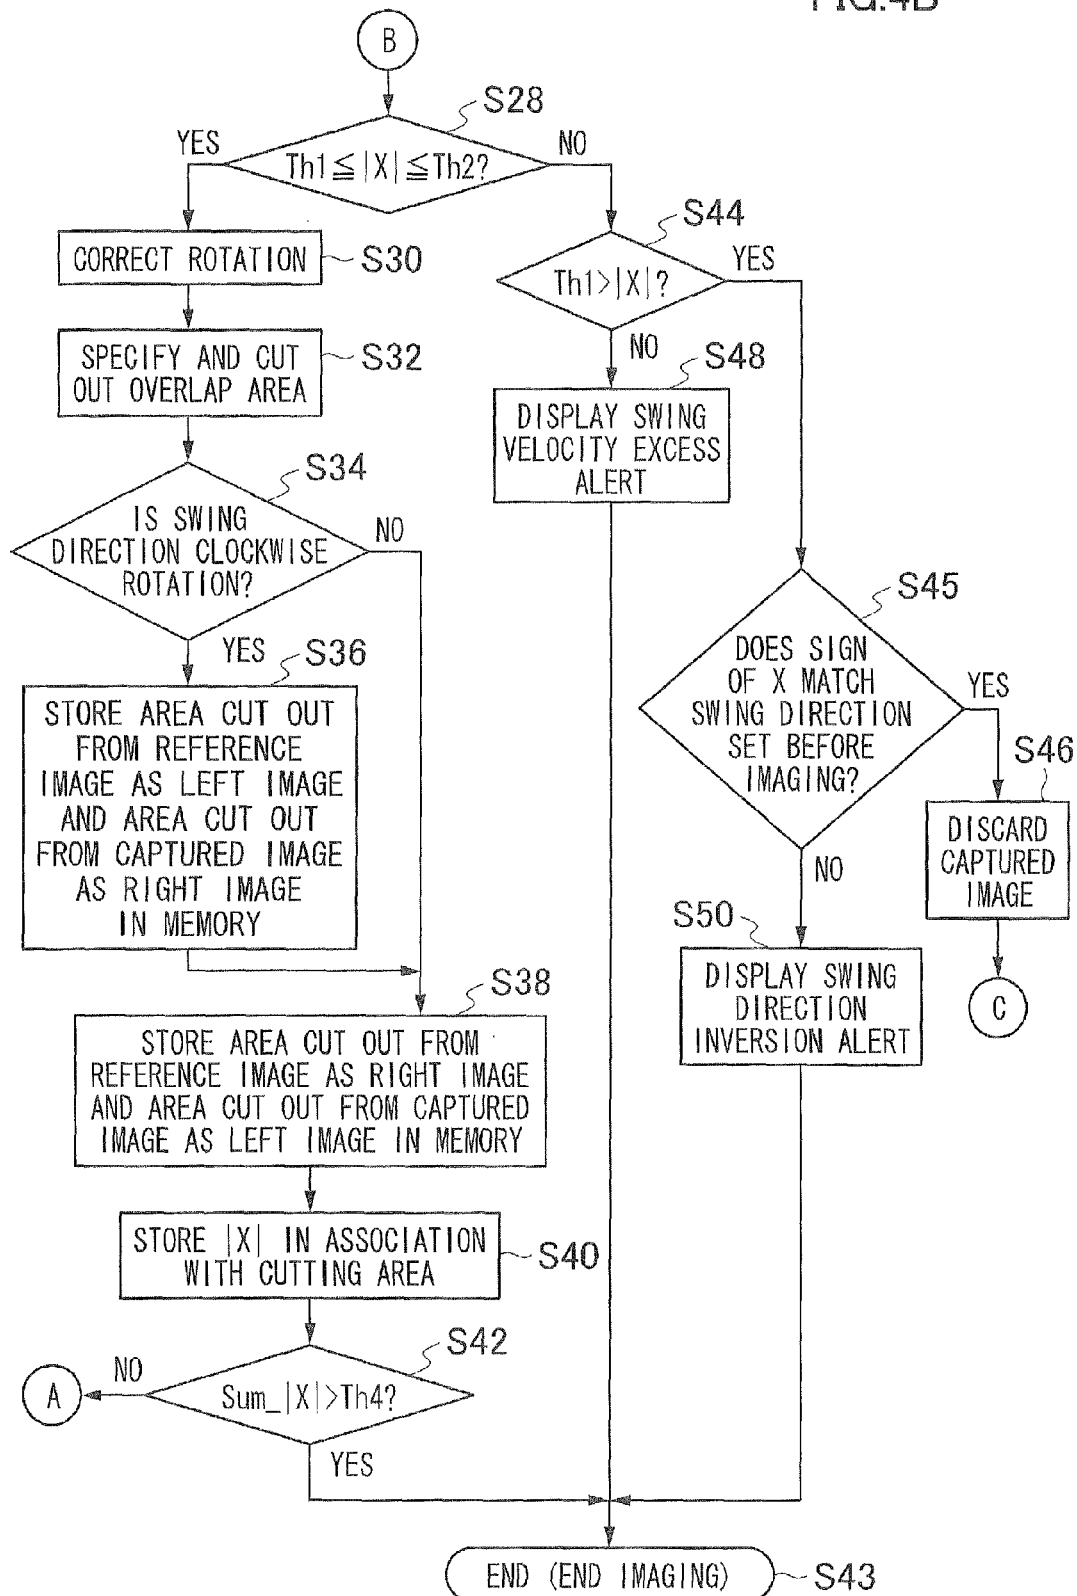 FIG.4B
B
S28
YES
Th1≦|X|≦Th2?
NO
S44
CORRECT ROTATION
S30
Th1>|X|?
YES
SPECIFY AND CUT
OUT OVERLAP AREA
S32
NO
S48
DISPLAY SWING
VELOCITY EXCESS
ALERT
S34
IS SWING
DIRECTION CLOCKWISE
ROTATION?
NO
YES
S45
DOES SIGN
OF X MATCH
SWING DIRECTION
SET BEFORE
IMAGING?
YES
S46
S36
STORE AREA CUT OUT
FROM REFERENCE
IMAGE AS LEFT IMAGE
AND AREA CUT OUT
FROM CAPTURED IMAGE
AS RIGHT IMAGE
IN MEMORY
DISCARD
CAPTURED
IMAGE
NO
S50
DISPLAY SWING
DIRECTION
INVERSION ALERT
C
S38
STORE AREA CUT OUT FROM
REFERENCE IMAGE AS RIGHT IMAGE
AND AREA CUT OUT FROM CAPTURED
IMAGE AS LEFT IMAGE IN MEMORY
STORE |X| IN ASSOCIATION
WITH CUTTING AREA
S40
S42
A
NO
Sum_|X|>Th4?
YES
END (END IMAGING)
S43